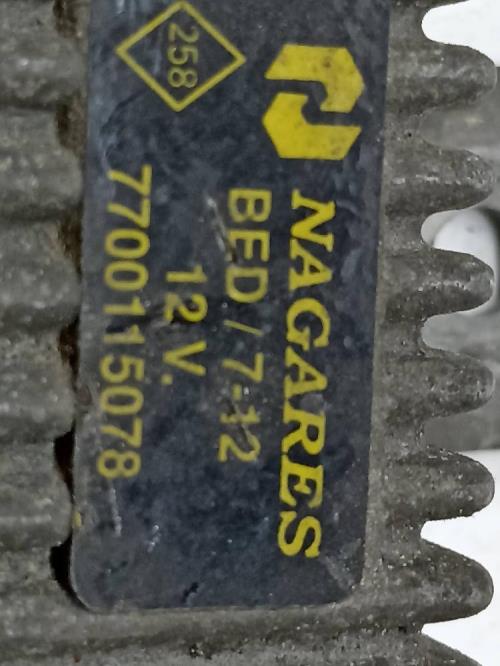 NAGARES
BED / 7-12
12 V.
7700115078
258